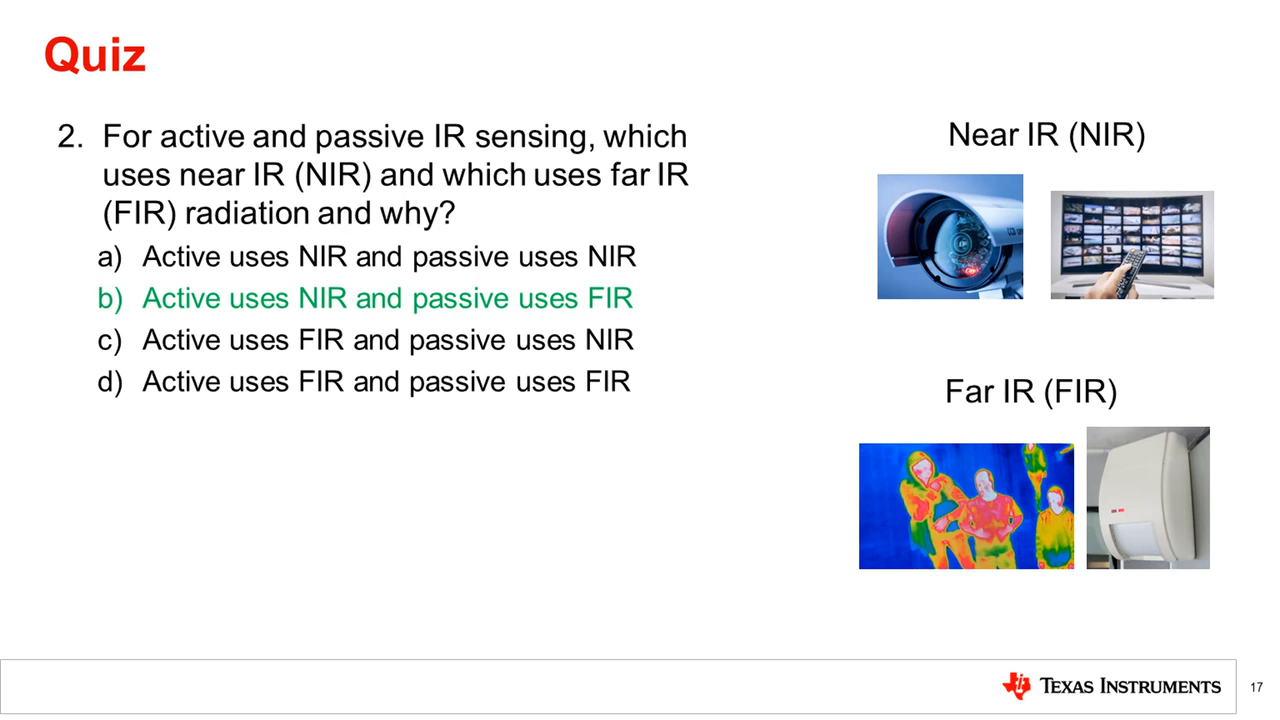 Quiz
2. For active and passive IR sensing, which
uses near IR (NIR) and which uses far IR
(FIR) radiation and why?
a) Active uses NIR and passive uses NIR
b) Active uses NIR and passive uses FIR
c) Active uses FIR and passive uses NIR
d) Active uses FIR and passive uses FIR
Near IR (NIR)
Far IR (FIR)
TEXAS INSTRUMENTS
17